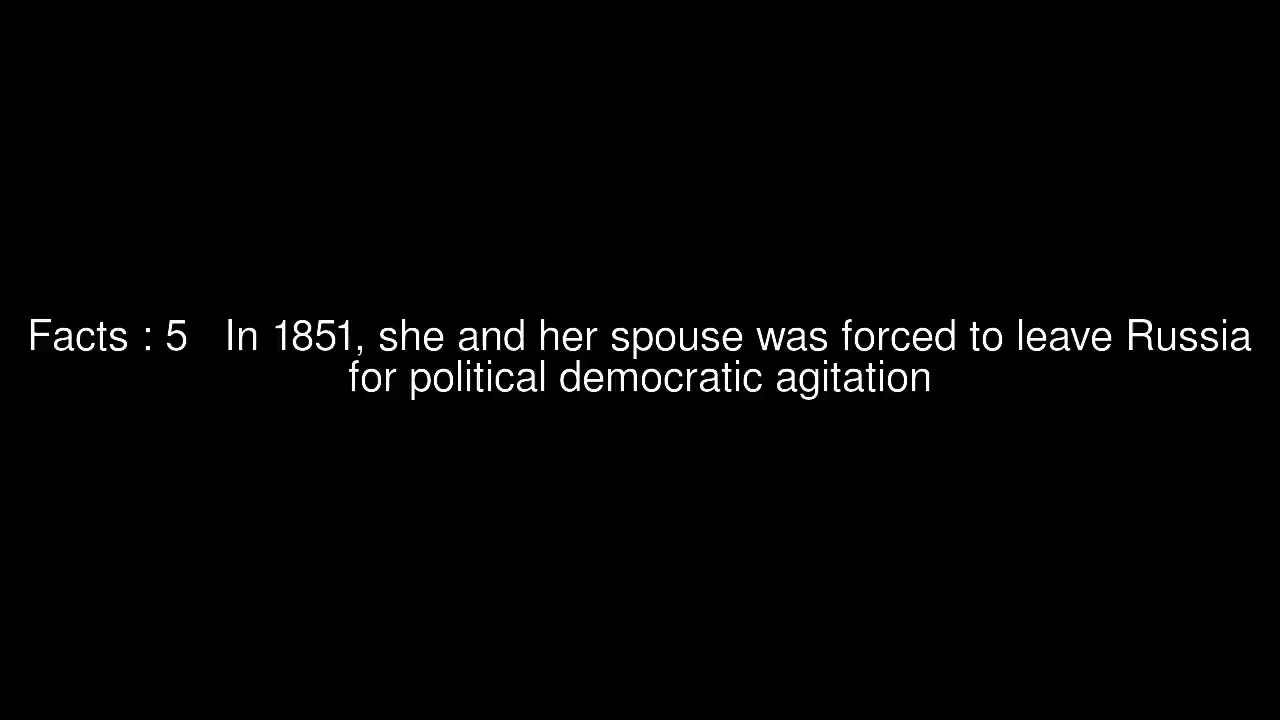 Facts : 5   In 1851, she and her spouse was forced to leave Russia
for political democratic agitation